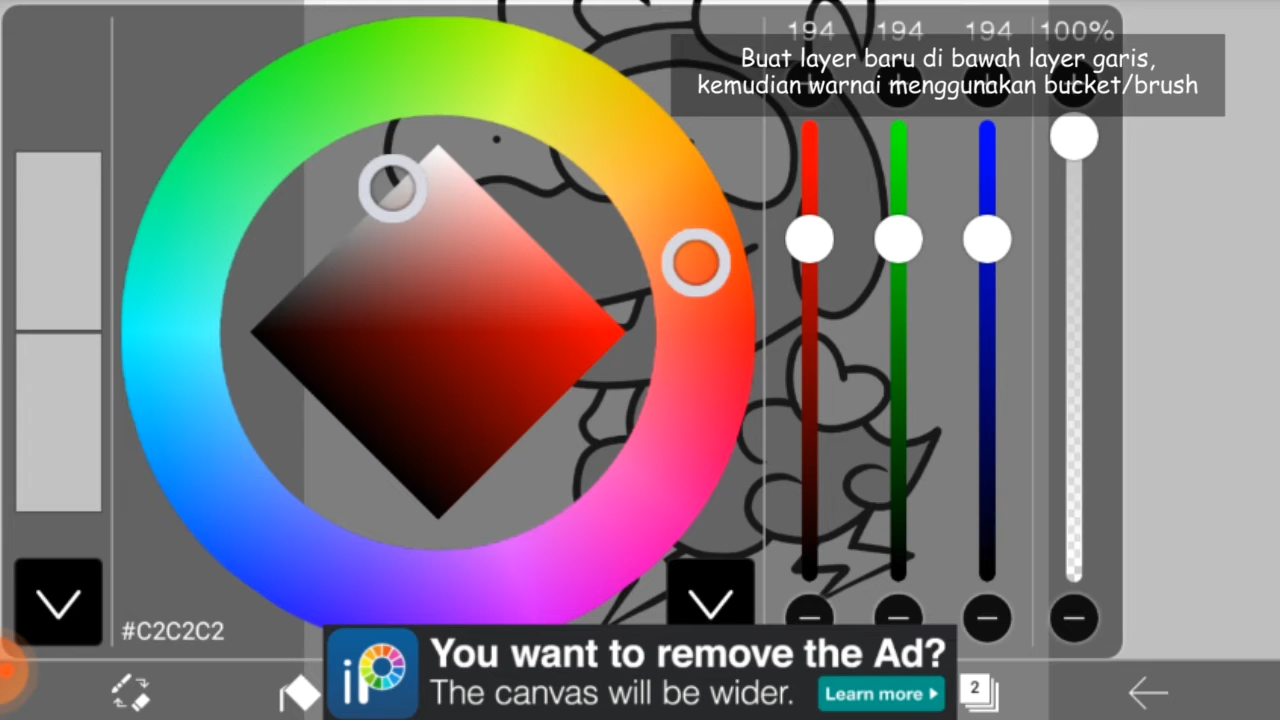 194 194 194 100%
Buat layer baru di bawah layer garis,
kemudian warnai menggunakan bucket/brush
#C2C2C2
iP
You want to remove the Ad?
The canvas will be wider.
Learn more
2